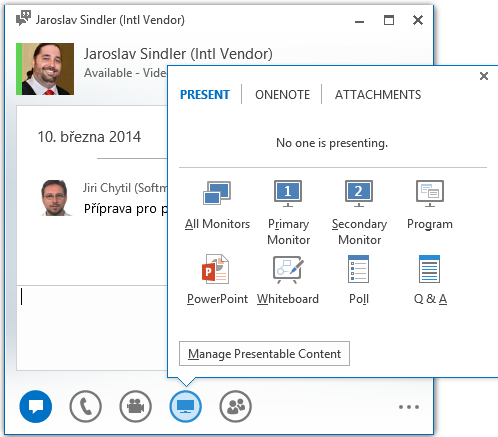 Jaroslav Sindler (Intl Vendor)
Jaroslav Sindler (Intl Vendor)
Available - Vide
PRESENT
ONENOTE
ATTACHMENTS
No one is presenting.
10. března 2014
Jiri Chytil (Softm
Příprava pro p
1
2
All Monitors
Primary
Monitor
Secondary
Monitor
Program
PowerPoint
Whiteboard
Poll
Q & A
Manage Presentable Content